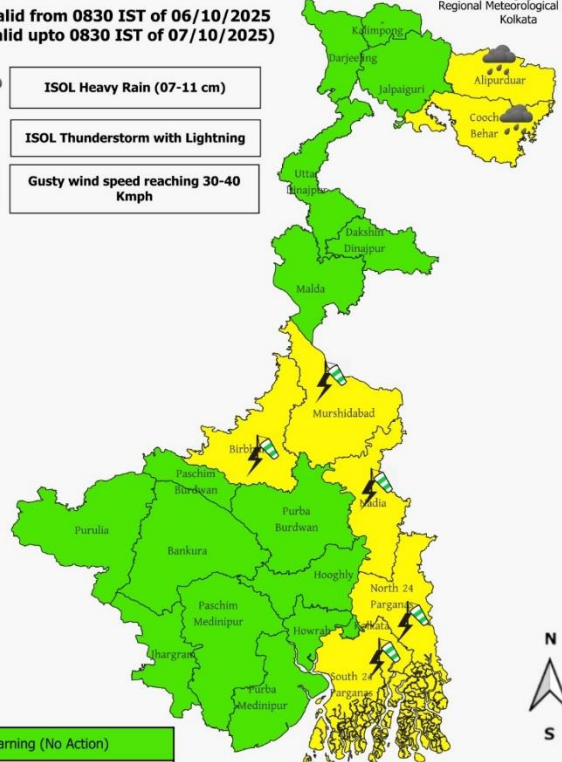 alid from 0830 IST of 06/10/2025
alid upto 0830 IST of 07/10/2025)
Regional Meteorological
Kolkata
ISOL Heavy Rain (07-11 cm)
ISOL Thunderstorm with Lightning
Gusty wind speed reaching 30-40
Kmph
Kalimpong
Darjeeling
Jalpaiguri
Alipurduar
Cooch
Behar
Utta
Dinajpur
Dakshin
Dinajpur
Malda
Murshidabad
Birbhum
Nadia
Paschim
Burdwan
Purba
Burdwan
Purulia
Bankura
Hooghly
North 24
Parganas
Paschim
Medinipur
Howrah
Kolkata
Jhargram
South 24
Parganas
Purba
Medinipur
N
S
arning (No Action)